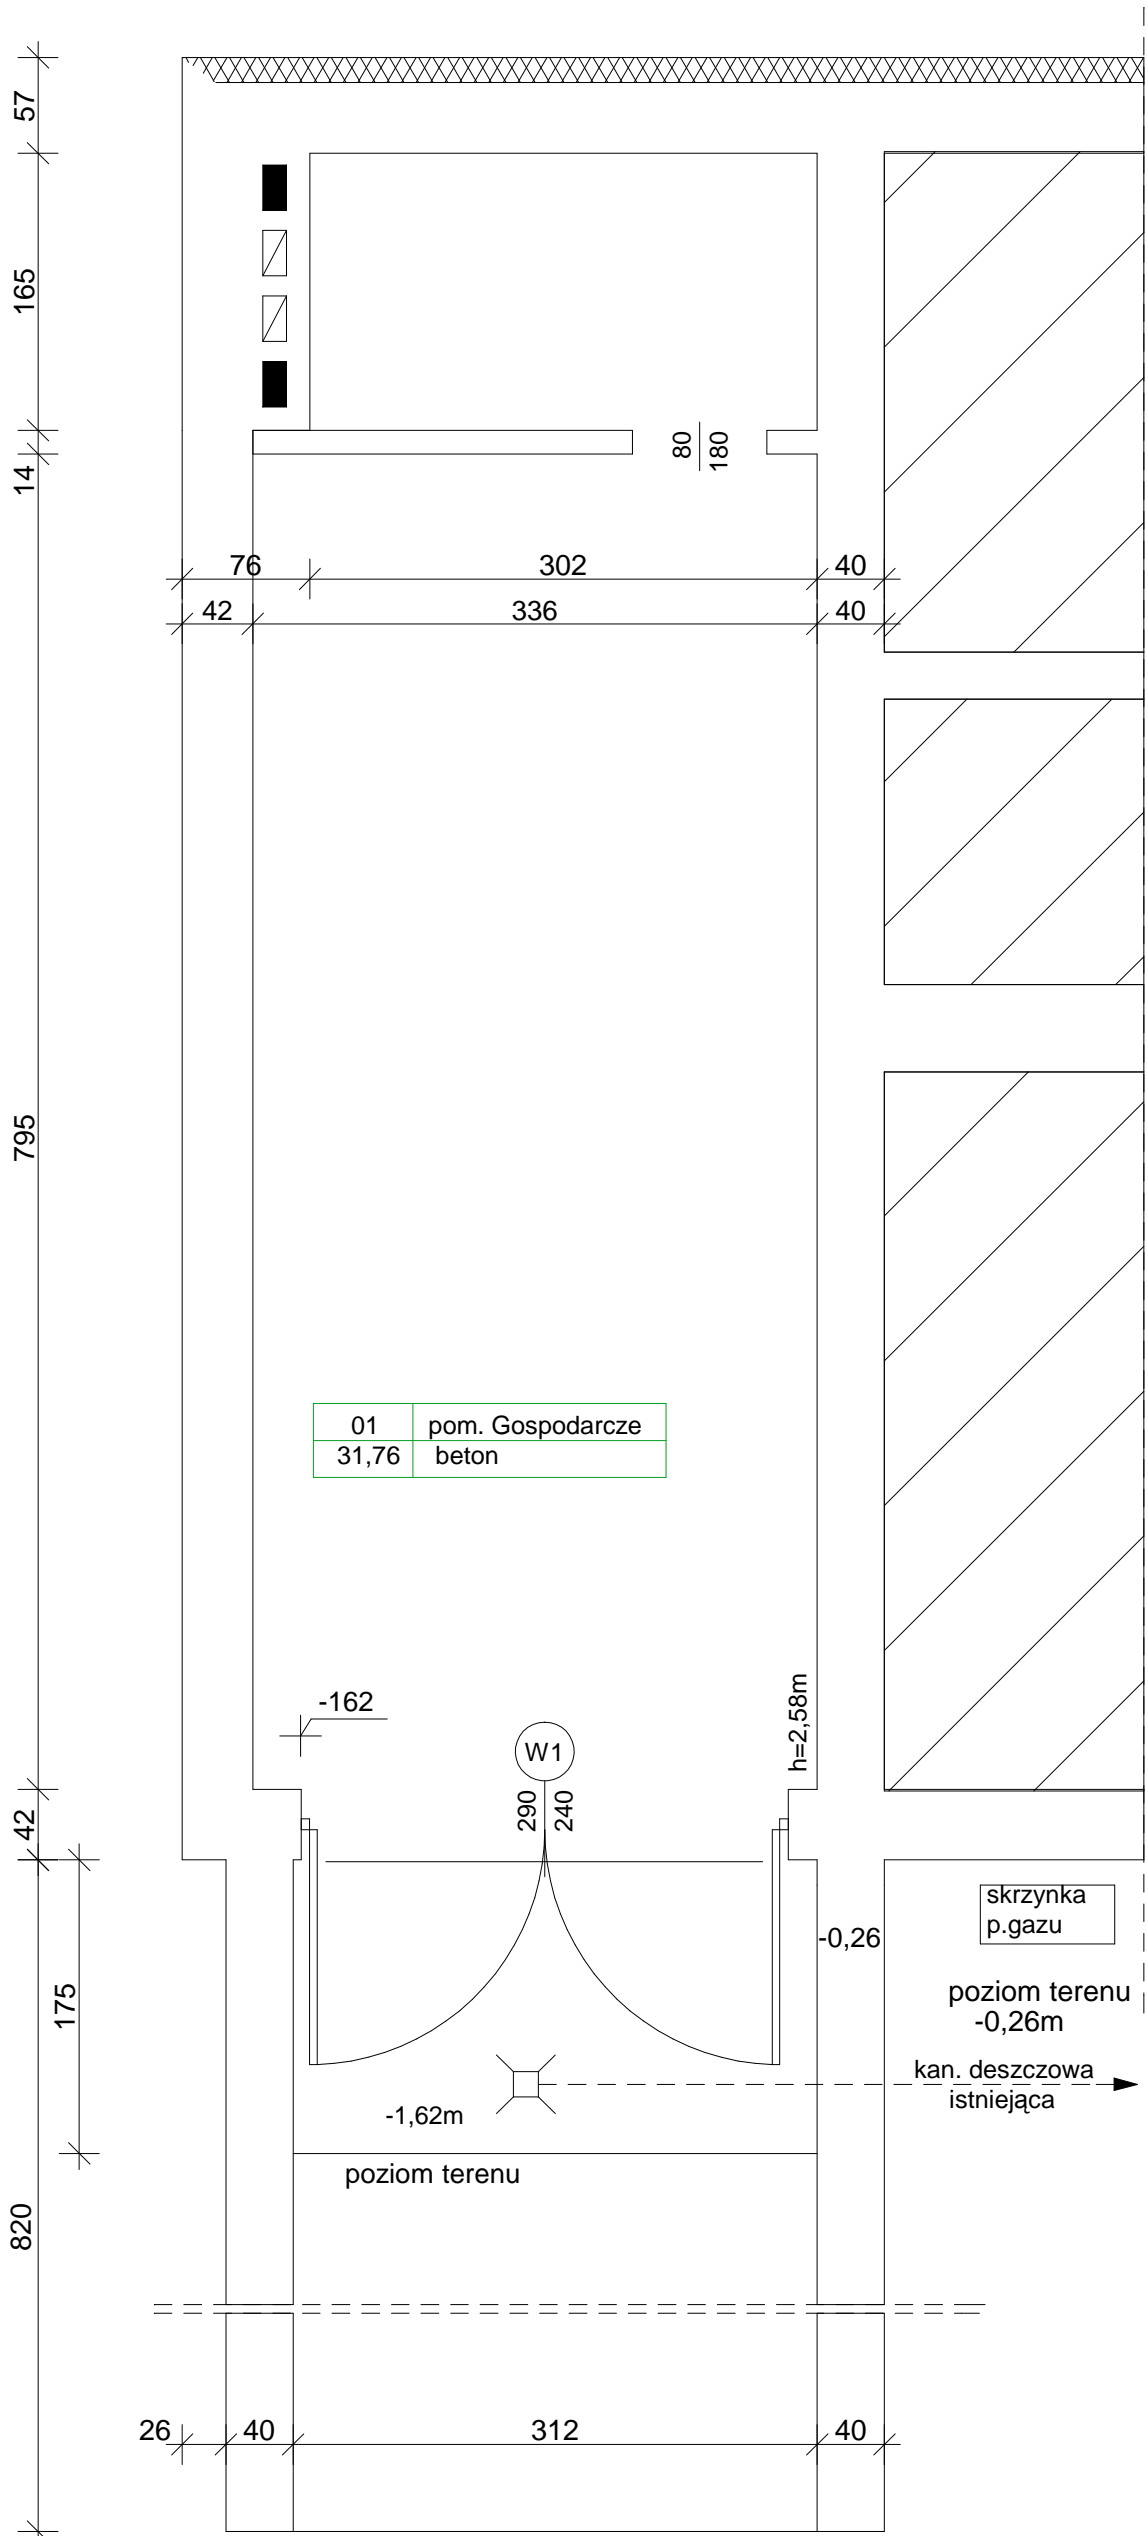 57
165
14
80
180
76
302
40
42
336
40
795
01 pom. Gospodarcze
31,76 beton
-162
h=2,58m
W1
290
240
42
skrzynka
p.gazu
-0,26
175
poziom terenu
-0,26m
kan. deszczowa
istniejąca
-1,62m
poziom terenu
820
26
40
312
40